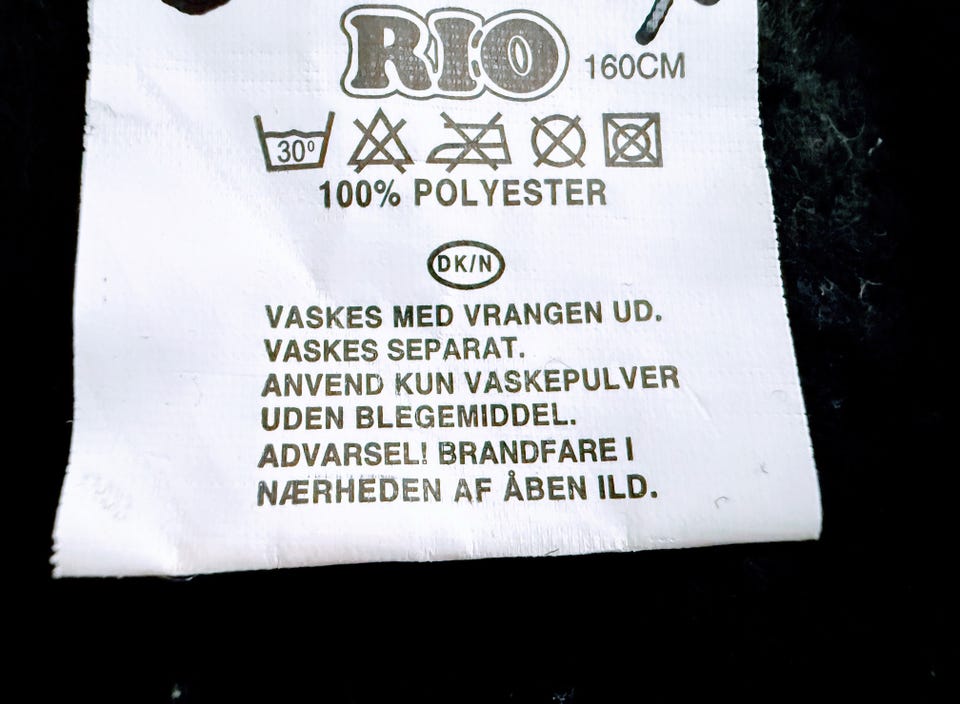 RIO 160CM
30º
100% POLYESTER
DK/N
VASKES MED VRANGEN UD.
VASKES SEPARAT.
ANVEND KUN VASKEPULVER
UDEN BLEGEMIDDEL.
ADVARSEL! BRANDFARE I
NÆRHEDEN AF ÅBEN ILD.